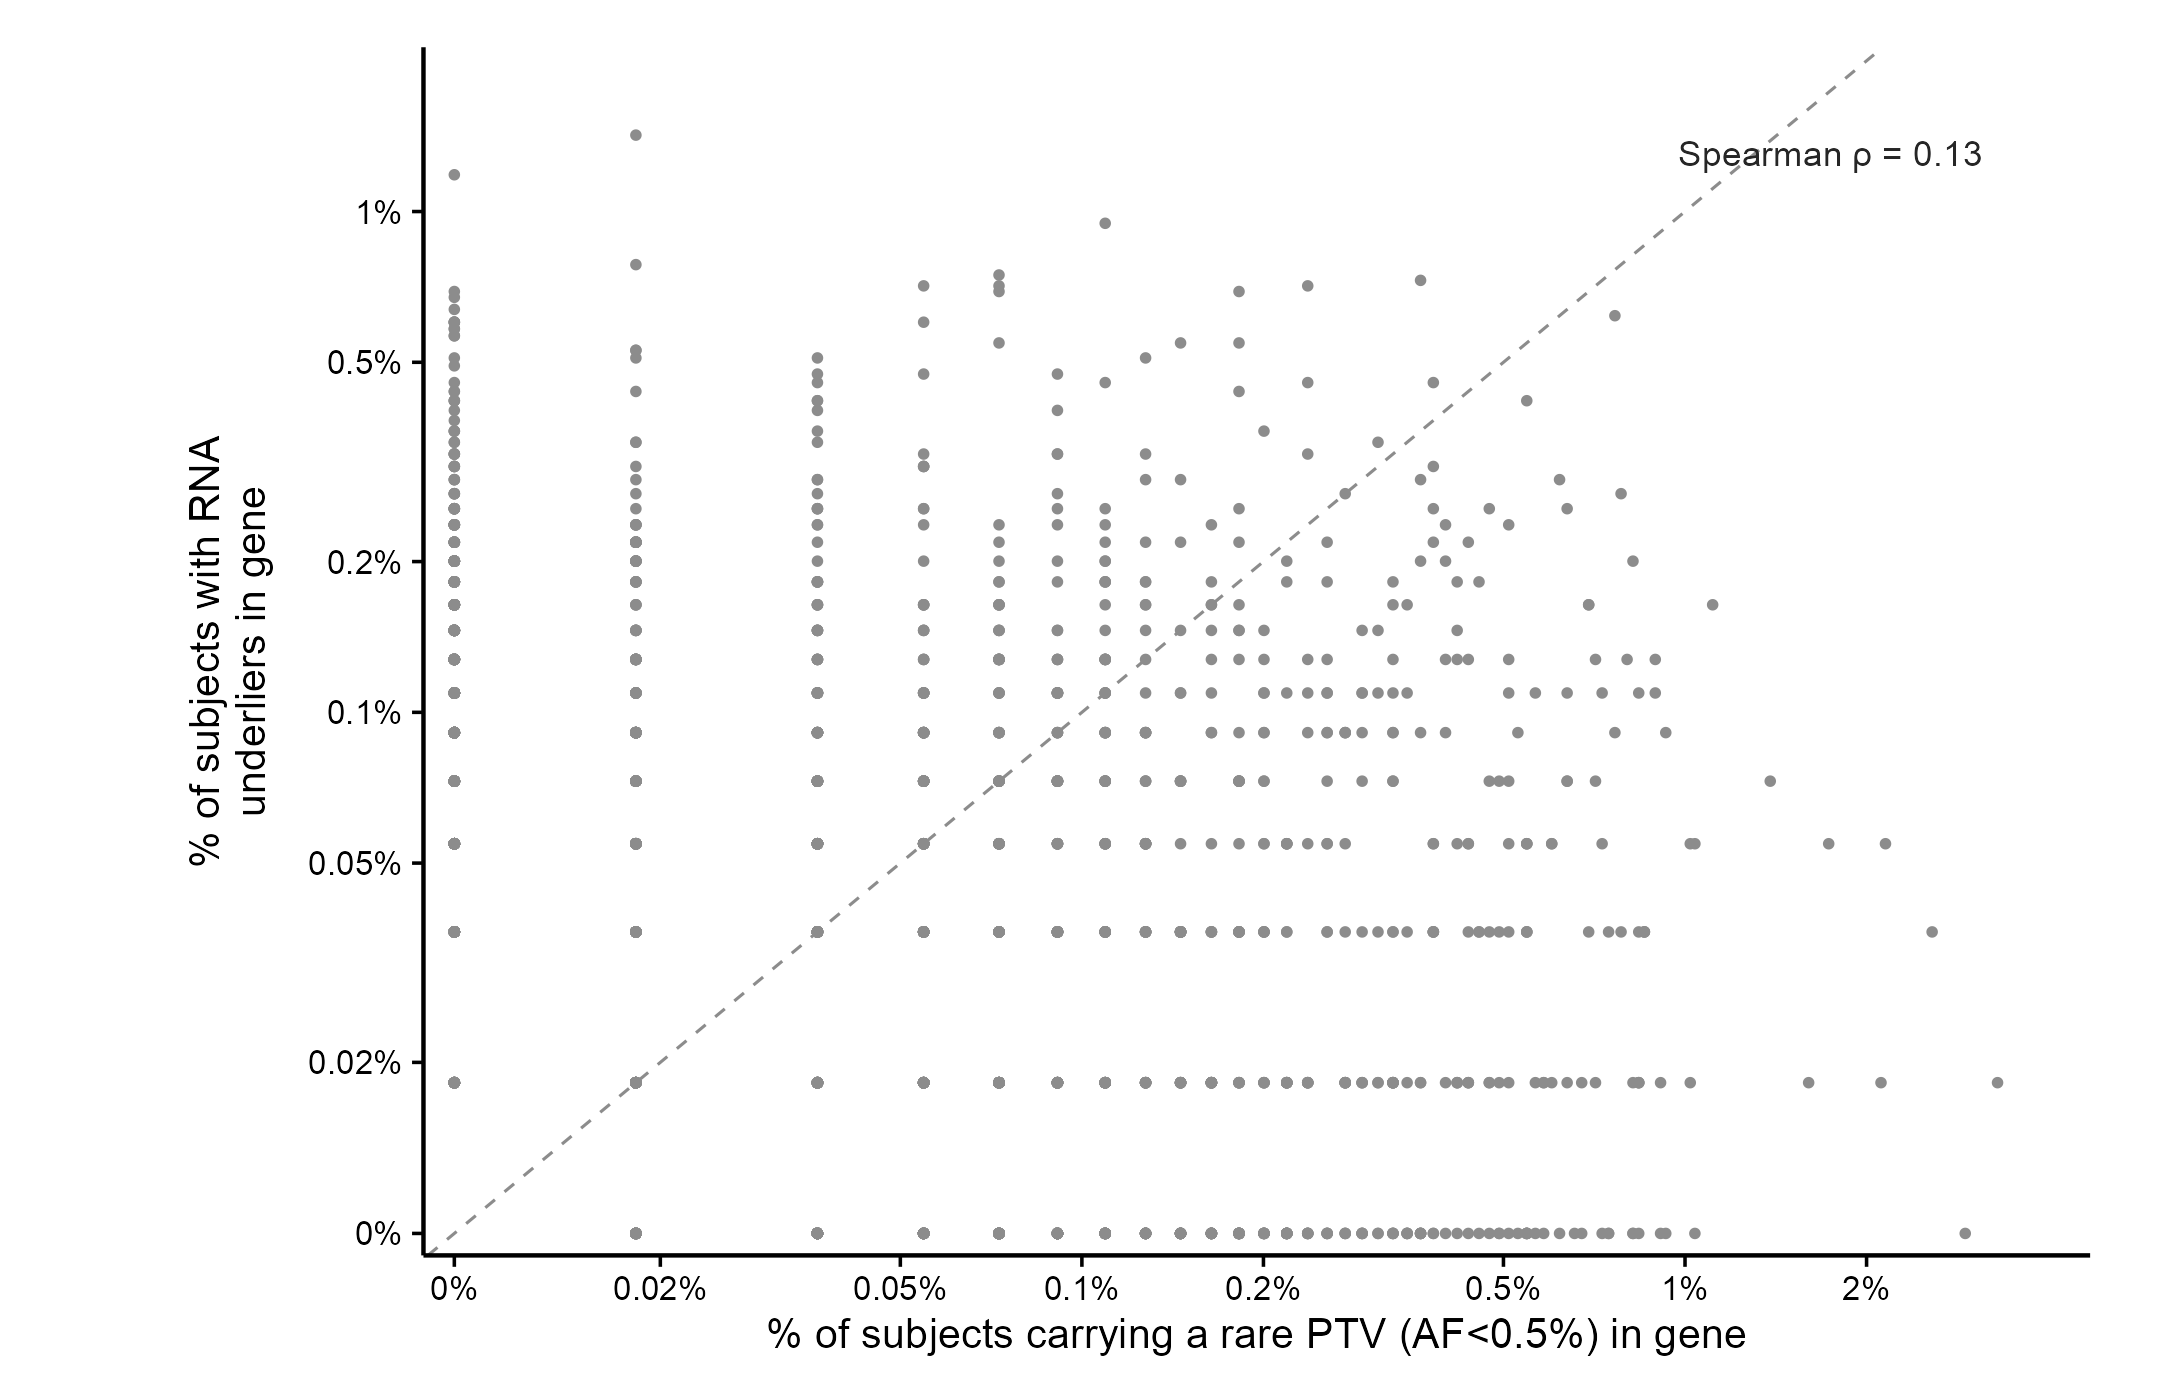 Spearman ρ = 0.13
1%
0.5%
0.2%
0.1%
0.05%
0.02%
0%
% of subjects with RNA
underliers in gene
0% 0.02% 0.05% 0.1% 0.2% 0.5% 1% 2%
% of subjects carrying a rare PTV (AF<0.5%) in gene